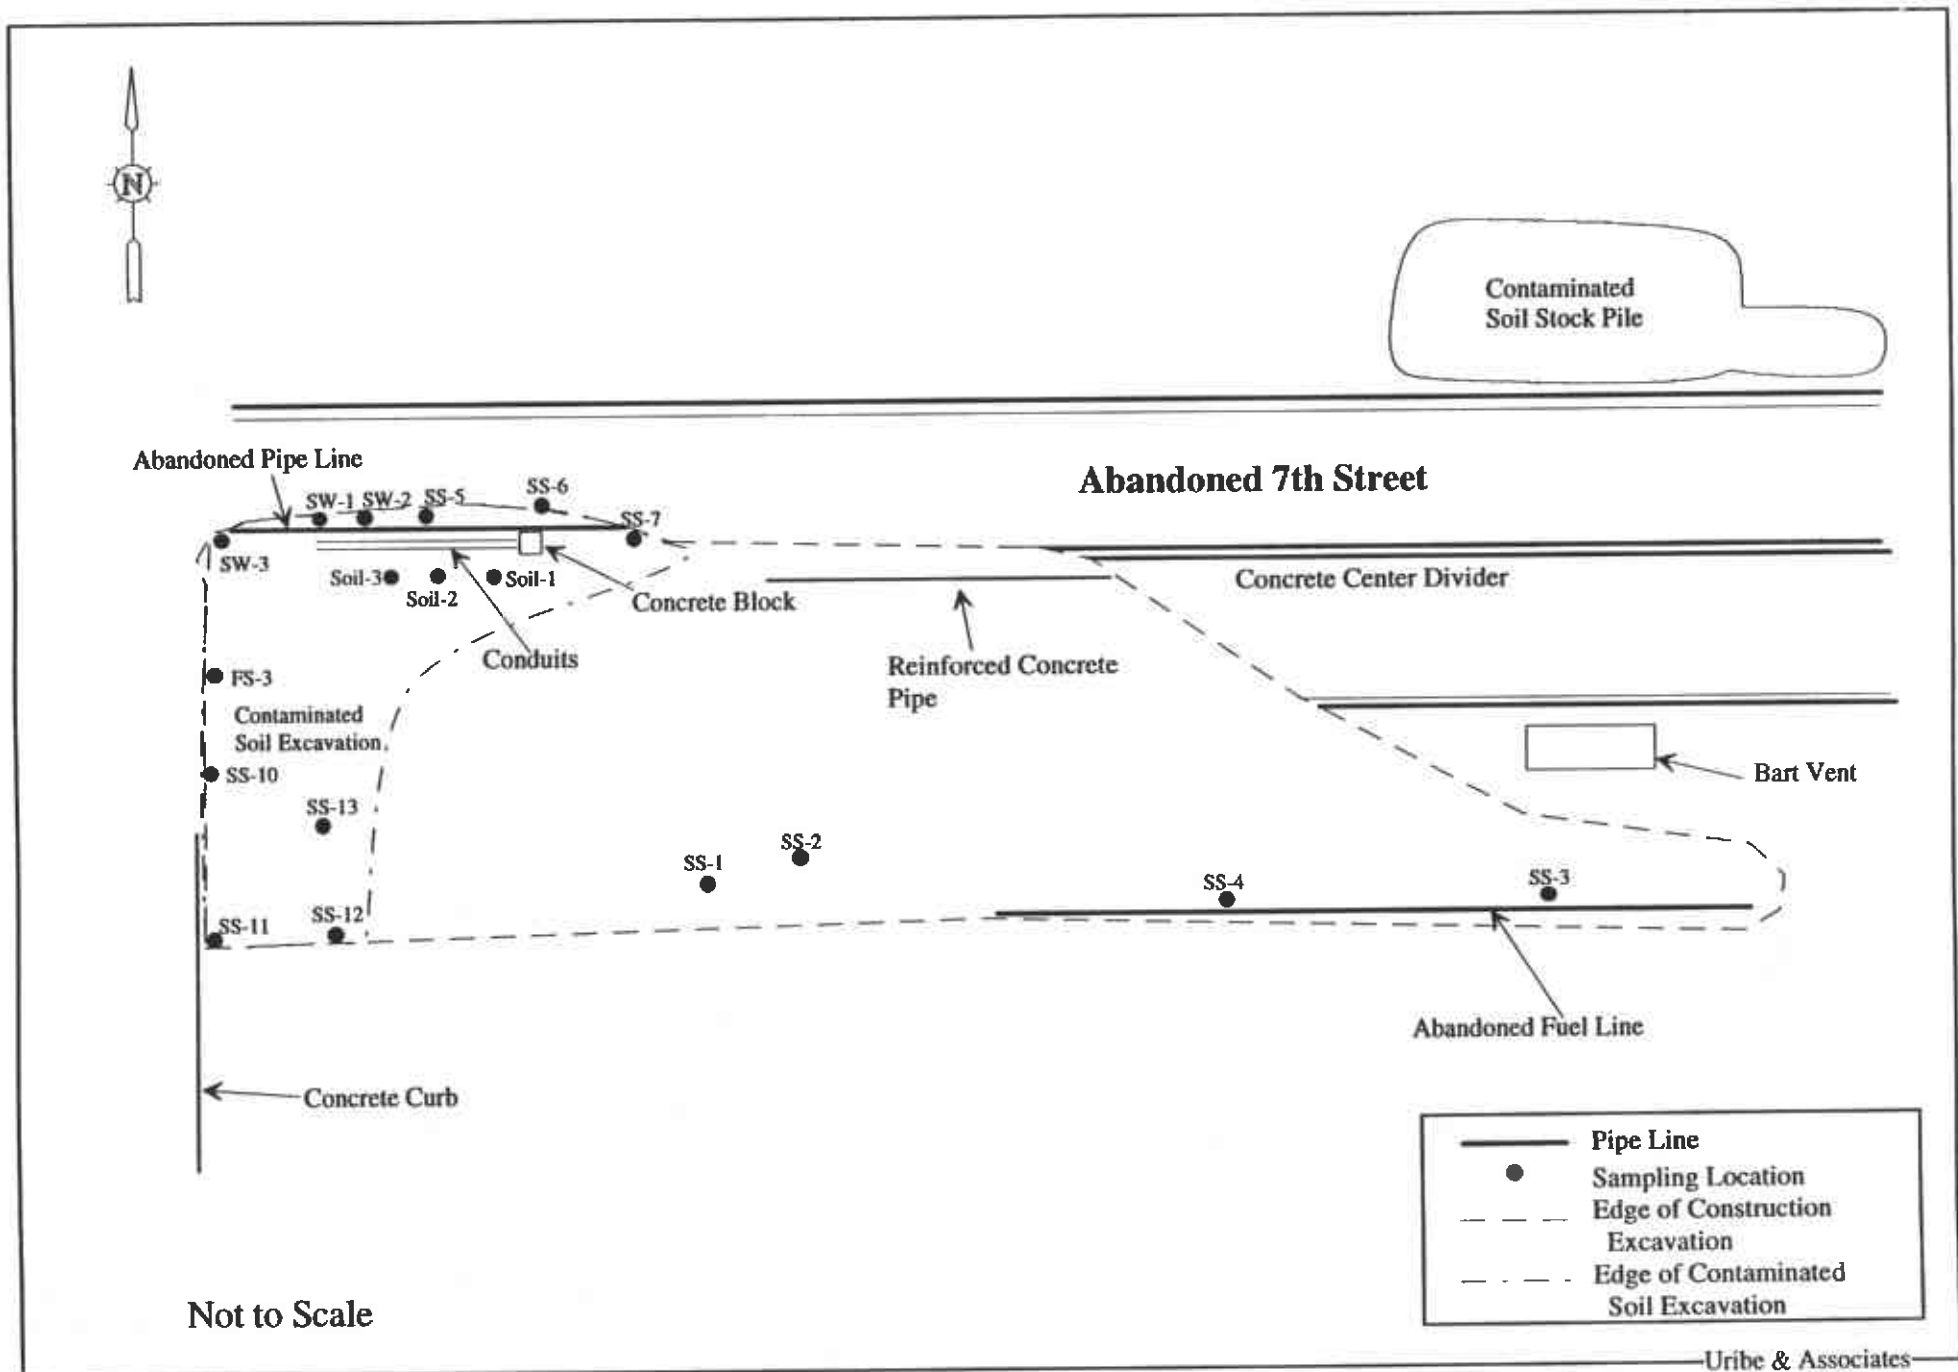 N
Contaminated
Soil Stock Pile
Abandoned Pipe Line
Abandoned 7th Street
SW-1
SW-2
SS-5
SS-6
SS-7
SW-3
Soil-3
Soil-2
Soil-1
Concrete Block
Concrete Center Divider
Conduits
Reinforced Concrete
Pipe
FS-3
Contaminated
Soil Excavation
SS-10
Bart Vent
SS-13
SS-1
SS-2
SS-4
SS-3
SS-11
SS-12
Abandoned Fuel Line
Concrete Curb
Pipe Line
Sampling Location
Edge of Construction
Excavation
Edge of Contaminated
Soil Excavation
Not to Scale
Uribe & Associates